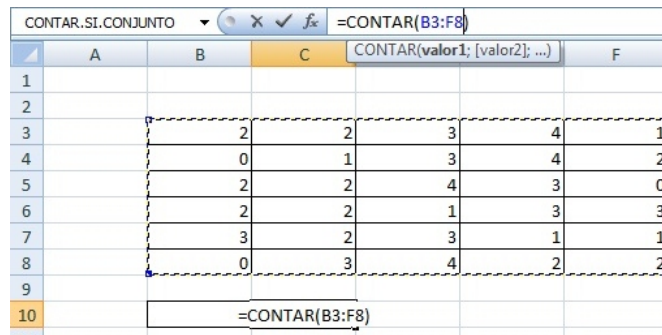 CONTAR.SI.CONJUNTO fx =CONTAR(B3:F8)
CONTAR(valor1; [valor2]; ...)
A B C F
1
2
3 2 2 3 4 1
4 0 1 3 4 2
5 2 2 4 3 0
6 2 2 1 3 3
7 3 2 3 1 1
8 0 3 4 2 2
9
10 =CONTAR(B3:F8)